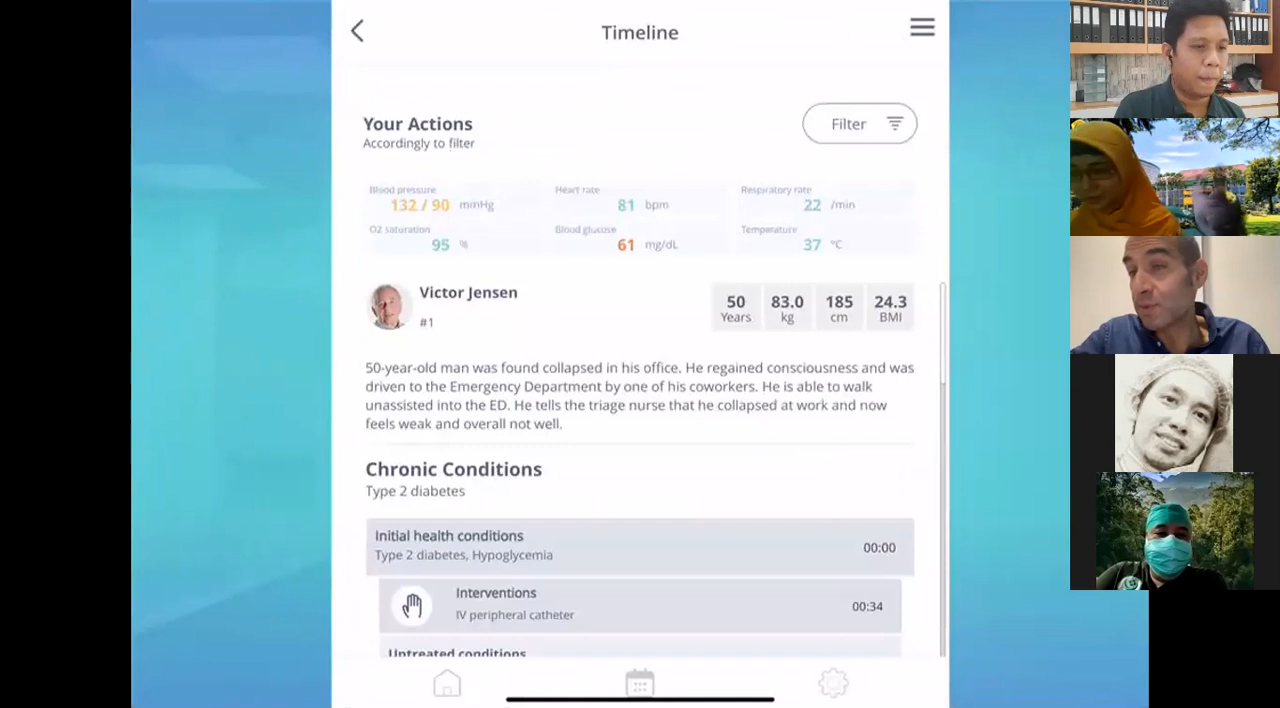 Timeline
Your Actions
Accordingly to filter
Filter
Blood pressure
132 / 90 mmHg
Heart rate
81 bpm
Respiratory rate
22 /min
O2 saturation
95 %
Blood glucose
61 mg/dL
Temperature
37 °C
Victor Jensen
#1
50 Years
83.0 kg
185 cm
24.3 BMI
50-year-old man was found collapsed in his office. He regained consciousness and was
driven to the Emergency Department by one of his coworkers. He is able to walk
unassisted into the ED. He tells the triage nurse that he collapsed at work and now
feels weak and overall not well.
Chronic Conditions
Type 2 diabetes
Initial health conditions
Type 2 diabetes, Hypoglycemia
00:00
Interventions
IV peripheral catheter
00:34
Untreated conditions